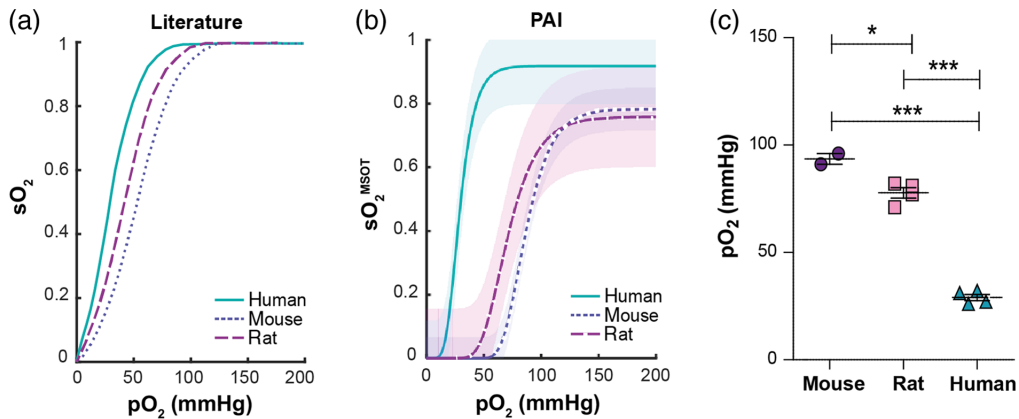 (a)
Literature
1
0.8
0.6
0.4
0.2
0
sO₂
Human
Mouse
Rat
0
50
100
150
200
pO₂ (mmHg)
(b)
PAI
1
0.8
0.6
0.4
0.2
0
sO₂ᴹˢᴼᵀ
Human
Mouse
Rat
0
50
100
150
200
pO₂ (mmHg)
(c)
150
100
50
0
pO₂ (mmHg)
*
***
***
Mouse
Rat
Human